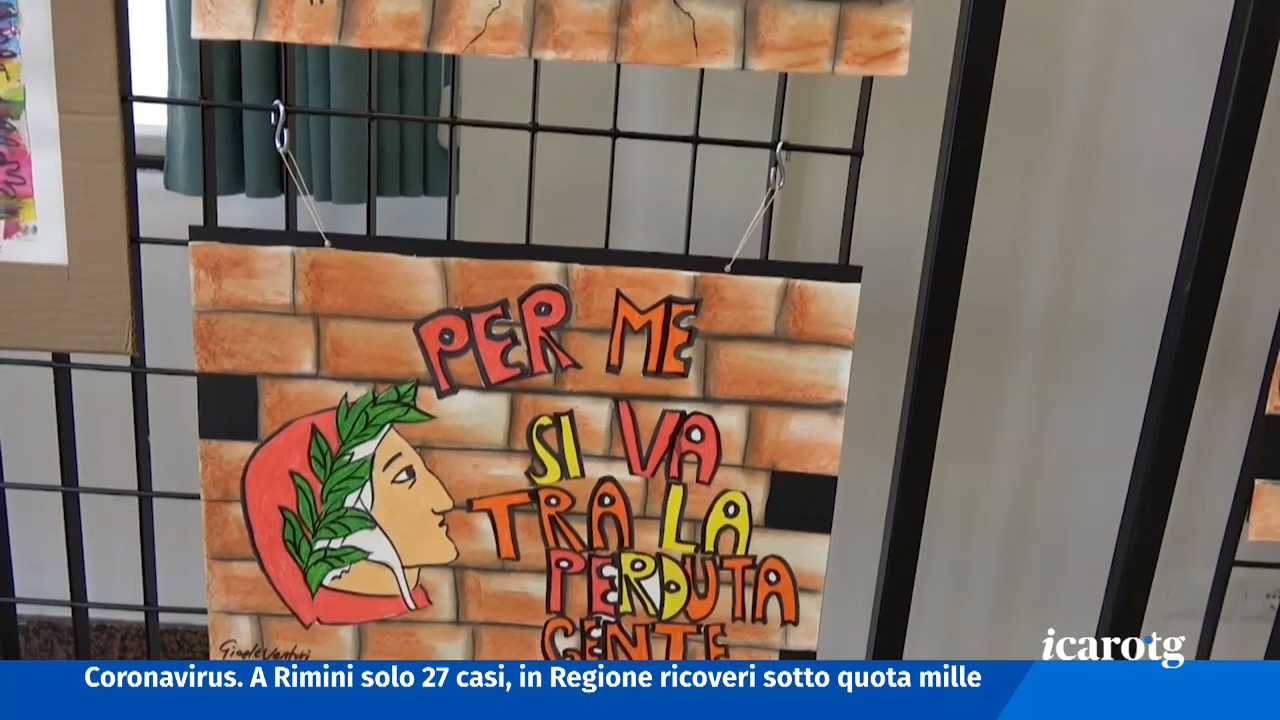 PER ME
SI VA
TRA LA
PERDUTA
GENTE
icarotg
Coronavirus. A Rimini solo 27 casi, in Regione ricoveri sotto quota mille